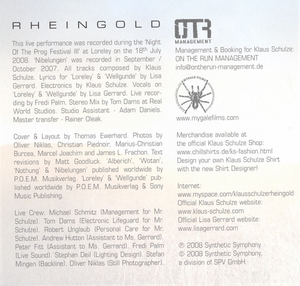 RHEINGOLD
This live performance was recorded during the 'Night
Of The Prog Festival III' at Loreley on the 18th July
2008. 'Nibelungen' was recorded in September /
October 2007. All tracks composed by Klaus
Schulze. Lyrics for 'Loreley' & 'Wellgunde' by Lisa
Gerrard. Electronics by Klaus Schulze. Vocals on
'Loreley' & 'Wellgunde' by Lisa Gerrard. Live recor-
ding by Fredi Palm, Stereo Mix by Tom Dams at Real
World Studios. Studio Assistent - Adam Daniels.
Master transfer - Rainer Oleak.
Cover & Layout by Thomas Ewerhard. Photos by
Oliver Niklas, Christian Piednoir, Marius-Christian
Burcea, Marcel Joachim and James L. Frachon. Text
revisions by Matt Goodluck. 'Alberich', 'Wotan',
'Nothung' & 'Nibelungen' published worldwide by
P.O.E.M. Musikverlag. 'Loreley' & 'Wellgunde' pub-
lished worldwide by P.O.E.M. Musikverlag & Sony
Music Publishing.
Live Crew: Michael Schmitz (Management for Mr.
Schulze). Tom Dams (Electronic Lifeguard for Mr.
Schulze). Robert Unglaub (Personal Care for Mr.
Schulze). Andrew Hutton (Assistant to Ms. Gerrard).
Peter Fitt (Assistant to Ms. Gerrard). Fredi Palm
(Live Sound). Stephan Deil (Lighting Design). Stefan
Mingen (Backline). Oliver Niklas (Still Photographer).
OTR
MANAGEMENT
Management & Booking for Klaus Schulze:
ON THE RUN MANAGEMENT
info@ontherun-management.de
www.mygalefilms.com
Merchandise available at
the official Klaus Schulze Shop:
www.chillshirts.de/ks-fashion.html
Design your own Klaus Schulze Shirt
with the new Shirt Designer!
Internet:
www.myspace.com/klausschulzerheingold
Official Klaus Schulze website:
www.klaus-schulze.com
Official Lisa Gerrard website:
www.lisagerrard.com
℗ 2008 Synthetic Symphony
© 2008 Synthetic Symphony,
a division of SPV GmbH.